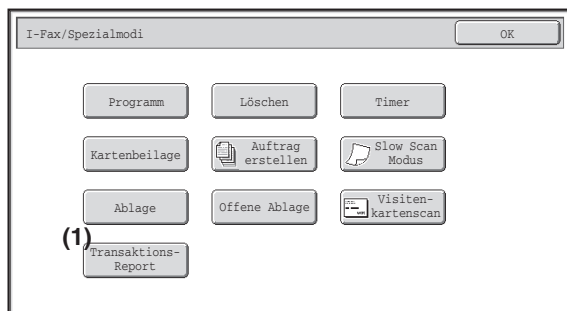 I-Fax/Spezialmodi
OK
Programm
Löschen
Timer
Kartenbeilage
Auftrag
erstellen
Slow Scan
Modus
Ablage
Offene Ablage
Visiten-
kartenscan
(1)
Transaktions-
Report